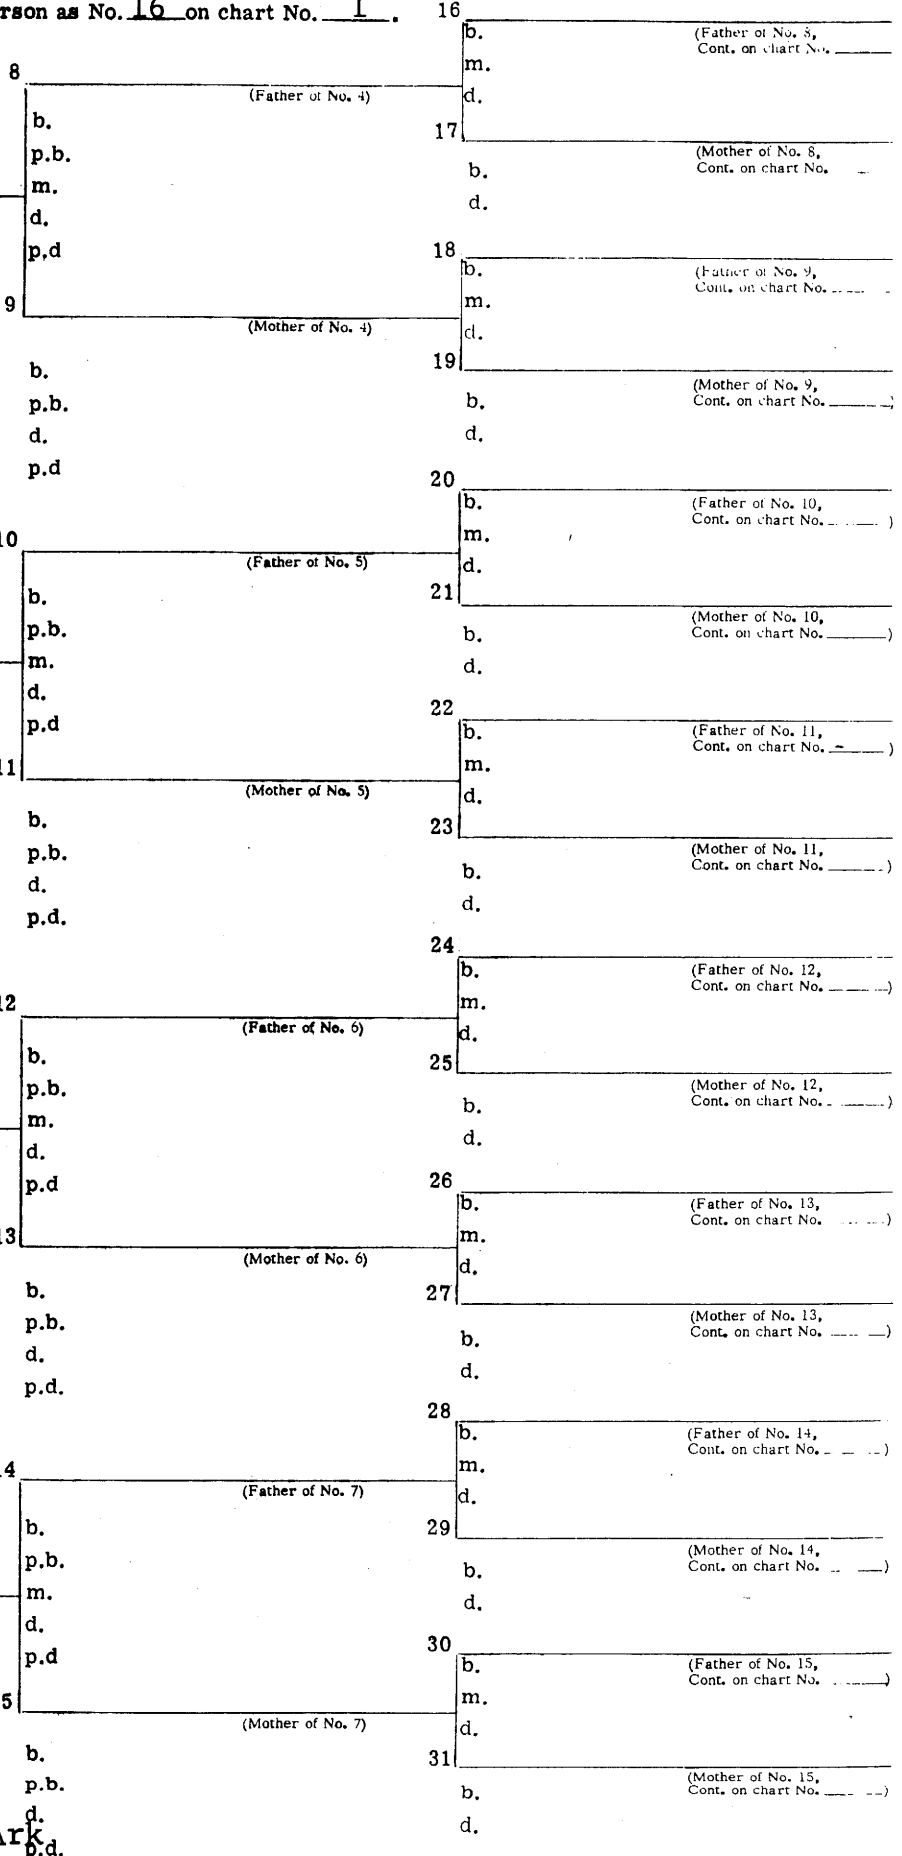 rson as No. 16 on chart No. 1.
8
(Father of No. 4)
b.
p.b.
m.
d.
p.d
9
(Mother of No. 4)
b.
p.b.
d.
p.d
10
(Father of No. 5)
b.
p.b.
m.
d.
p.d
11
(Mother of No. 5)
b.
p.b.
d.
p.d.
12
(Father of No. 6)
b.
p.b.
m.
d.
p.d
13
(Mother of No. 6)
b.
p.b.
d.
p.d.
4
(Father of No. 7)
b.
p.b.
m.
d.
p.d
5
(Mother of No. 7)
b.
p.b.
d.
Ark
p.d.
16
b.
(Father of No. 8,
Cont. on chart No.
m.
d.
17
(Mother of No. 8,
Cont. on chart No.
b.
d.
18
b.
(Father of No. 9,
Cont. on chart No.
m.
d.
19
(Mother of No. 9,
Cont. on chart No. )
b.
d.
20
b.
(Father of No. 10,
Cont. on chart No. )
m.
d.
21
(Mother of No. 10,
Cont. on chart No. )
b.
d.
22
b.
(Father of No. 11,
Cont. on chart No. )
m.
d.
23
(Mother of No. 11,
Cont. on chart No. )
b.
d.
24
b.
(Father of No. 12,
Cont. on chart No. )
m.
d.
25
(Mother of No. 12,
Cont. on chart No. )
b.
d.
26
b.
(Father of No. 13,
Cont. on chart No. )
m.
d.
27
(Mother of No. 13,
Cont. on chart No. )
b.
d.
28
b.
(Father of No. 14,
Cont. on chart No. )
m.
d.
29
(Mother of No. 14,
Cont. on chart No. )
b.
d.
30
b.
(Father of No. 15,
Cont. on chart No. )
m.
d.
31
(Mother of No. 15,
Cont. on chart No. )
b.
d.